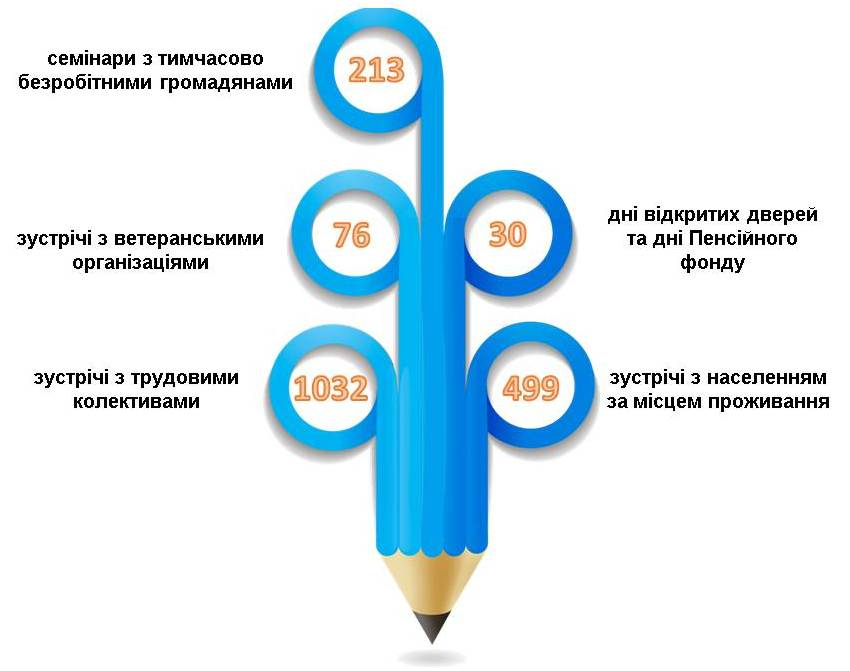 семінари з тимчасово
безробітними громадянами
213
зустрічі з ветеранськими
організаціями
76
30
дні відкритих дверей
та дні Пенсійного
фонду
зустрічі з трудовими
колективами
1032
499
зустрічі з населенням
за місцем проживання